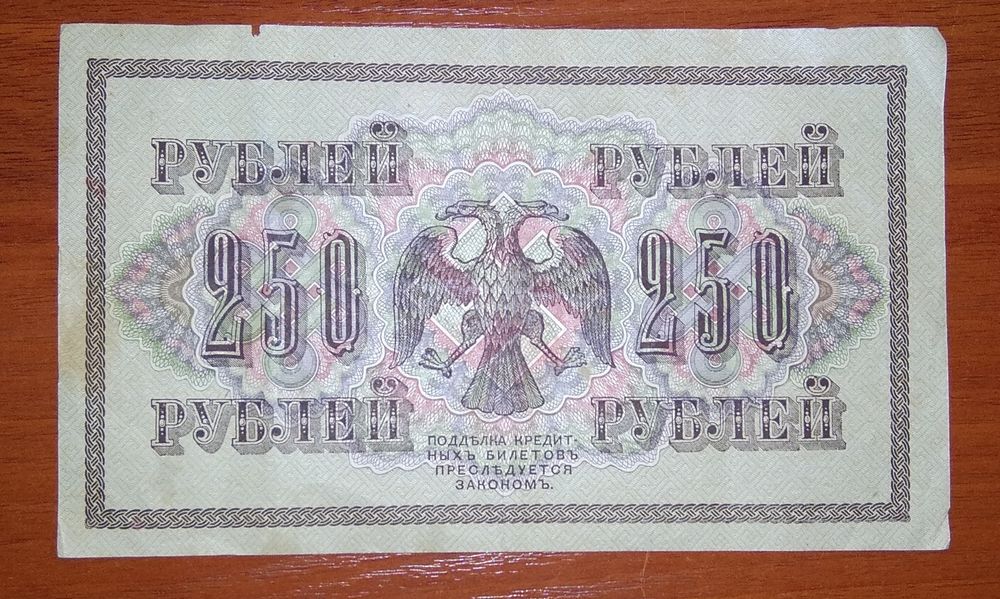 РУБЛЕЙ РУБЛЕЙ
250 250
РУБЛЕЙ РУБЛЕЙ
ПОДДѢЛКА КРЕДИТ-
НЫХЪ БИЛЕТОВЪ
ПРЕСЛѢДУЕТСЯ
ЗАКОНОМЪ.